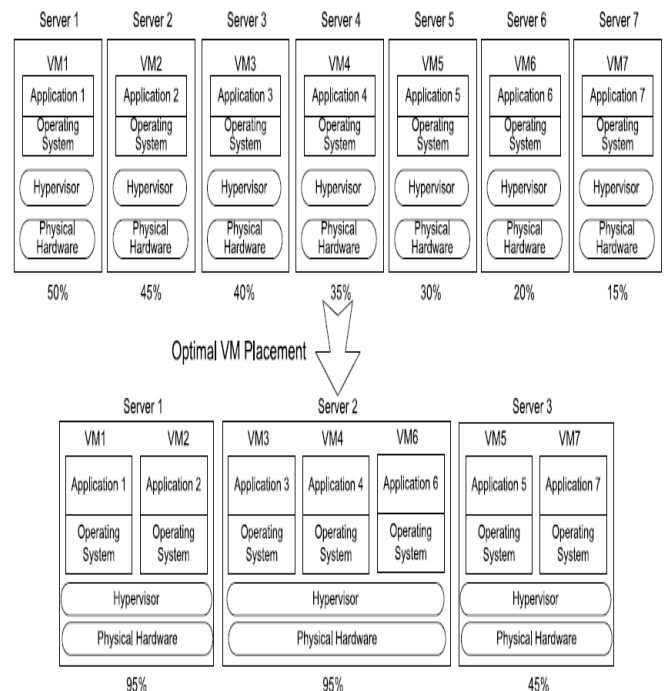 Server 1 Server 2 Server 3 Server 4 Server 5 Server 6 Server 7
VM1 VM2 VM3 VM4 VM5 VM6 VM7
Application 1 Application 2 Application 3 Application 4 Application 5 Application 6 Application 7
Operating Operating Operating Operating Operating Operating Operating
System System System System System System System
Hypervisor Hypervisor Hypervisor Hypervisor Hypervisor Hypervisor Hypervisor
Physical Physical Physical Physical Physical Physical Physical
Hardware Hardware Hardware Hardware Hardware Hardware Hardware
50% 45% 40% 35% 30% 20% 15%
Optimal VM Placement
Server 1 Server 2 Server 3
VM1 VM2 VM3 VM4 VM6 VM5 VM7
Application 1 Application 2 Application 3 Application 4 Application 6 Application 5 Application 7
Operating Operating Operating Operating Operating Operating Operating
System System System System System System System
Hypervisor Hypervisor Hypervisor
Physical Hardware Physical Hardware Physical Hardware
95% 95% 45%